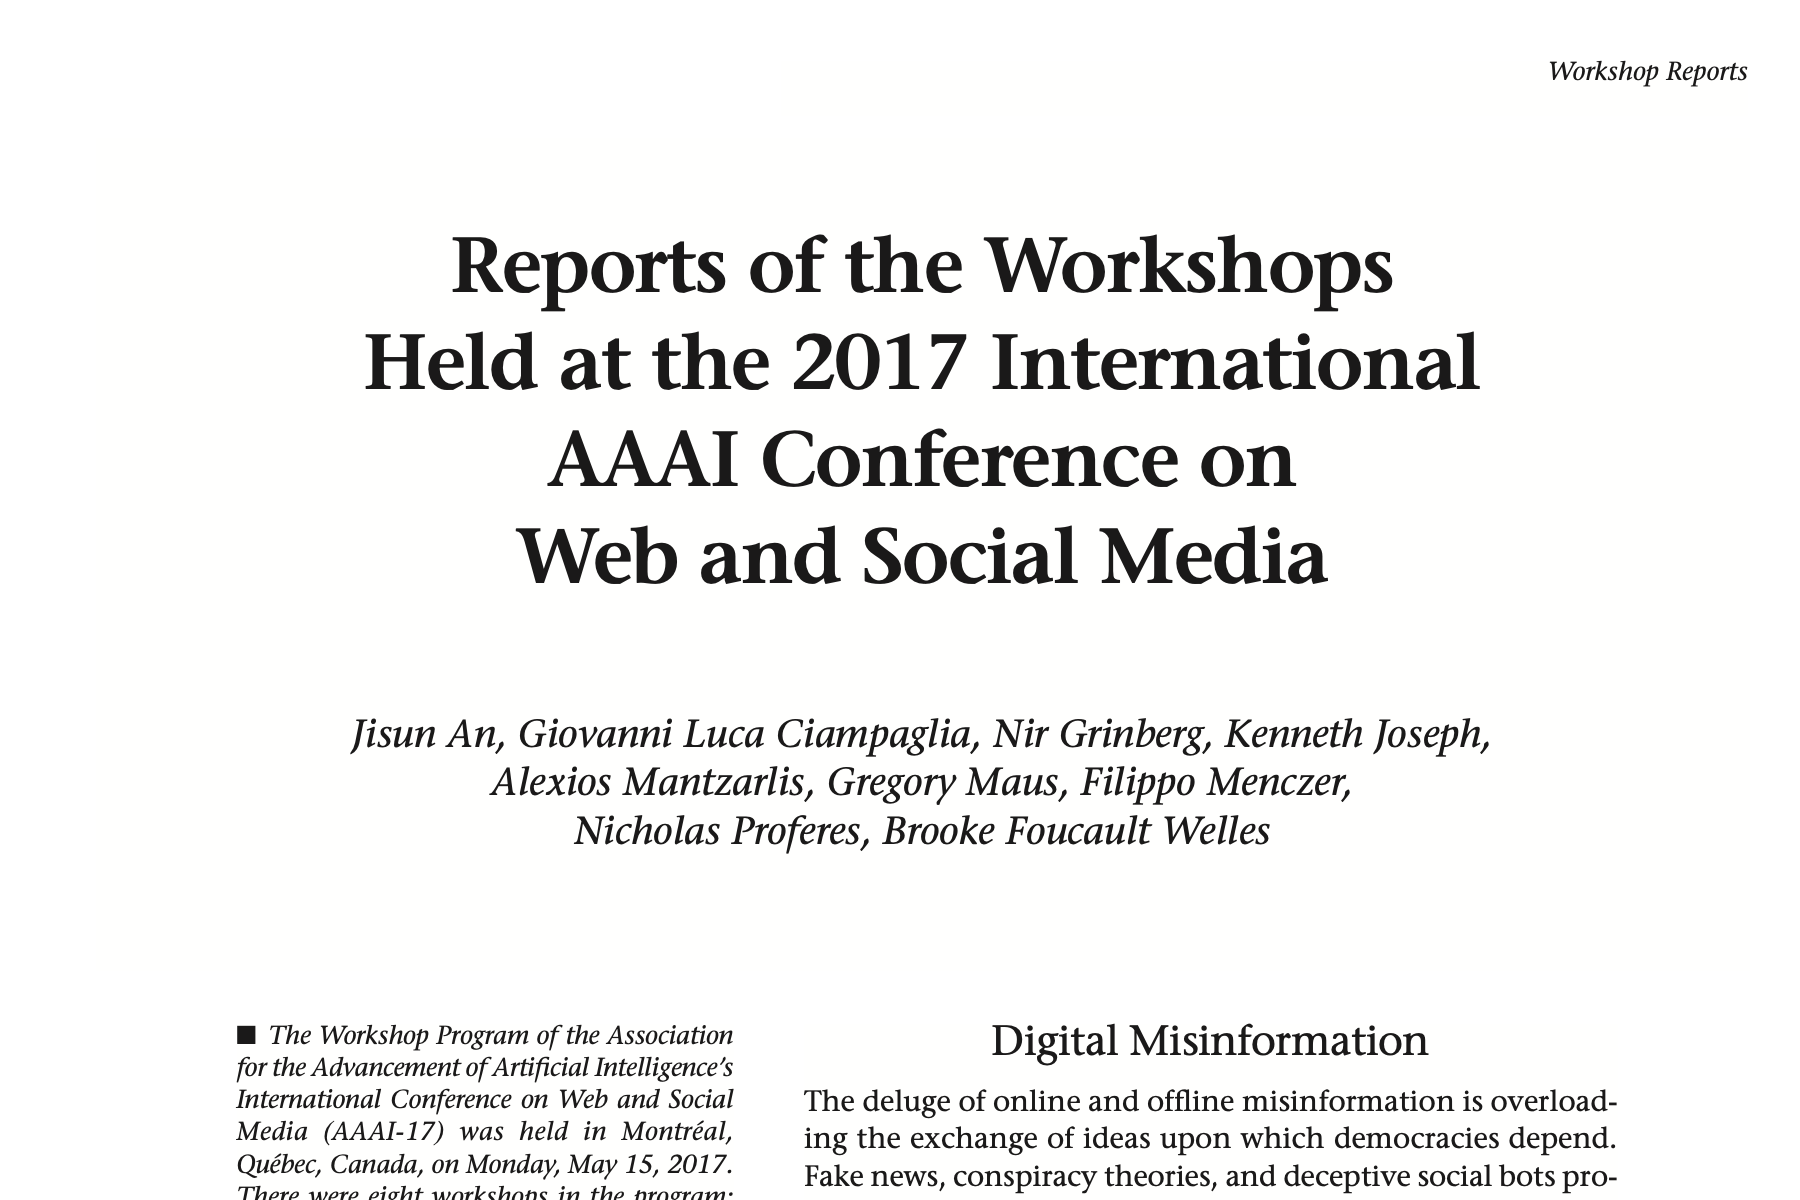 Workshop Reports
Reports of the Workshops
Held at the 2017 International
AAAI Conference on
Web and Social Media
Jisun An, Giovanni Luca Ciampaglia, Nir Grinberg, Kenneth Joseph,
Alexios Mantzarlis, Gregory Maus, Filippo Menczer,
Nicholas Proferes, Brooke Foucault Welles
■ The Workshop Program of the Association
for the Advancement of Artificial Intelligence’s
International Conference on Web and Social
Media (AAAI-17) was held in Montréal,
Québec, Canada, on Monday, May 15, 2017.
There were eight workshops in the program:
Digital Misinformation
The deluge of online and offline misinformation is overload-
ing the exchange of ideas upon which democracies depend.
Fake news, conspiracy theories, and deceptive social bots pro-